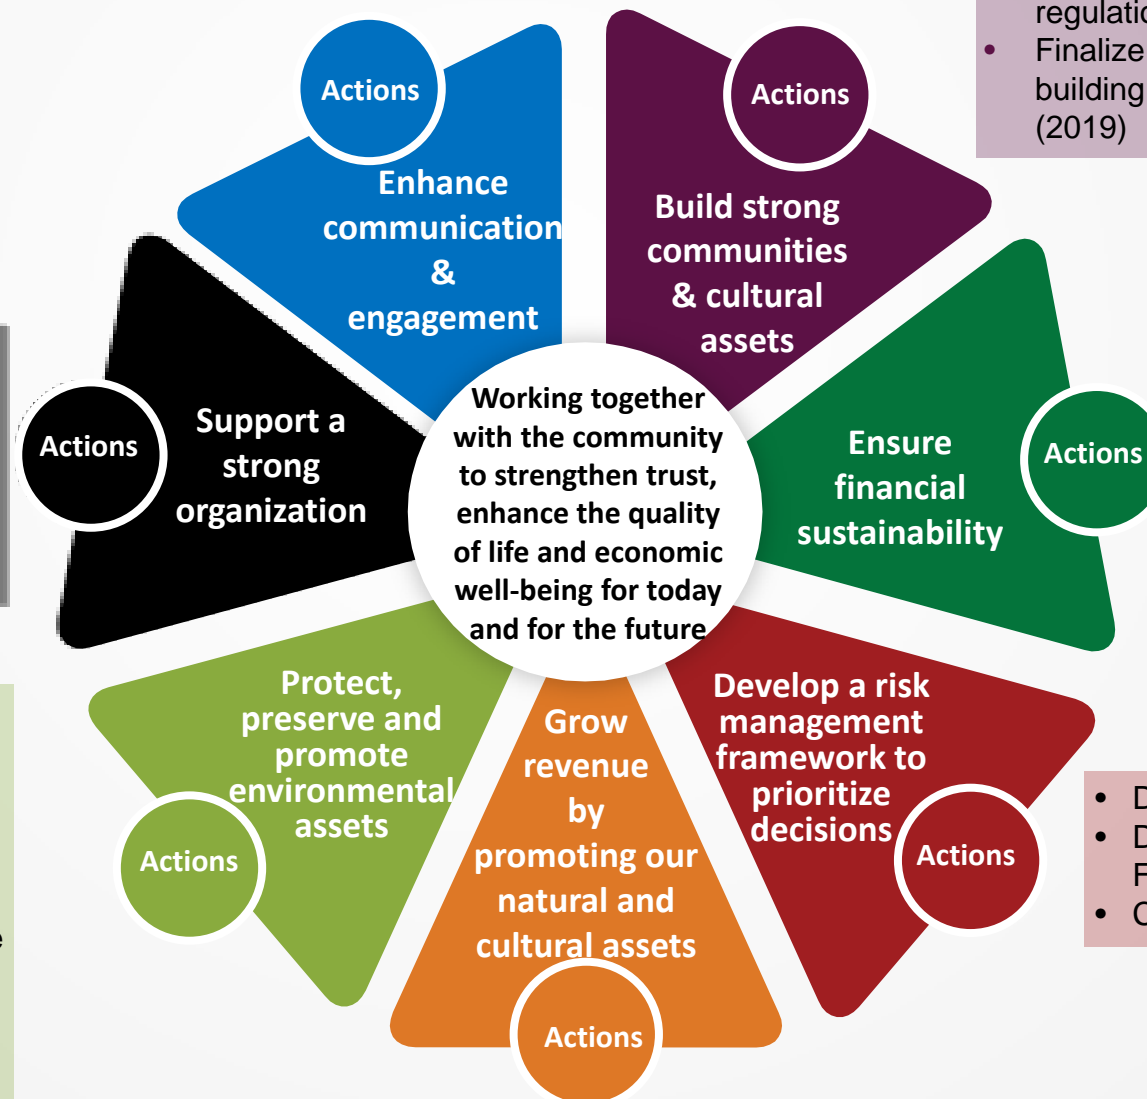 regulatio
• Finalize
building
(2019)
Actions
Enhance
communication
&
engagement
Actions
Build strong
communities
& cultural
assets
Actions
Support a
strong
organization
Working together
with the community
to strengthen trust,
enhance the quality
of life and economic
well-being for today
and for the future
Ensure
financial
sustainability
Actions
Protect,
preserve and
promote
environmental
assets
Actions
Grow
revenue
by
promoting our
natural and
cultural assets
Actions
Develop a risk
management
framework to
prioritize
decisions
Actions
• D
• D
F
• C
e